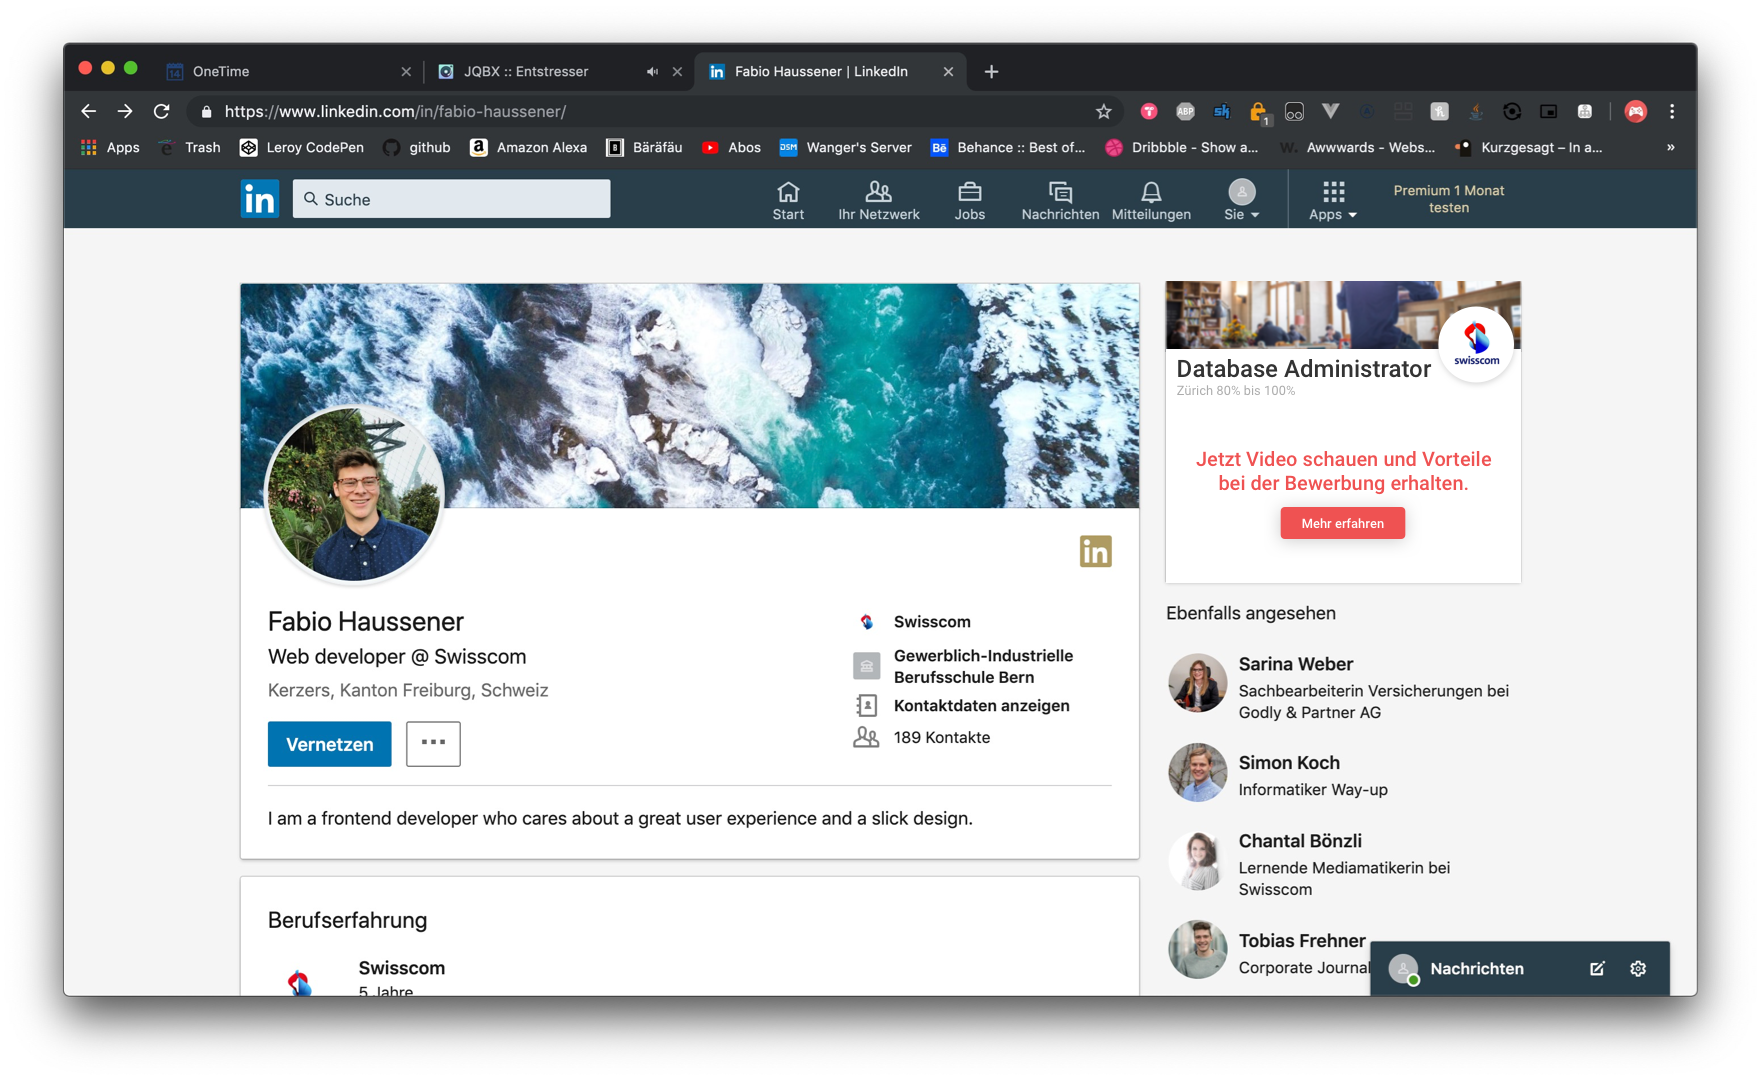 OneTime
JQBX :: Entstresser
Fabio Haussener | LinkedIn
https://www.linkedin.com/in/fabio-haussener/
Apps
Trash
Leroy CodePen
github
Amazon Alexa
Bäräfäu
Abos
Wanger's Server
Behance :: Best of...
Dribbble - Show a...
Awwwards - Webs...
Kurzgesagt – In a...
»
Suche
Start
Ihr Netzwerk
Jobs
Nachrichten
Mitteilungen
Sie
Apps
Premium 1 Monat
testen
swisscom
Database Administrator
Zürich 80% bis 100%
Jetzt Video schauen und Vorteile
bei der Bewerbung erhalten.
Mehr erfahren
Fabio Haussener
Web developer @ Swisscom
Kerzers, Kanton Freiburg, Schweiz
Vernetzen
Swisscom
Gewerblich-Industrielle
Berufsschule Bern
Kontaktdaten anzeigen
189 Kontakte
I am a frontend developer who cares about a great user experience and a slick design.
Berufserfahrung
Swisscom
5 Jahre
Ebenfalls angesehen
Sarina Weber
Sachbearbeiterin Versicherungen bei
Godly & Partner AG
Simon Koch
Informatiker Way-up
Chantal Bönzli
Lernende Mediamatikerin bei
Swisscom
Tobias Frehner
Corporate Journal
Nachrichten